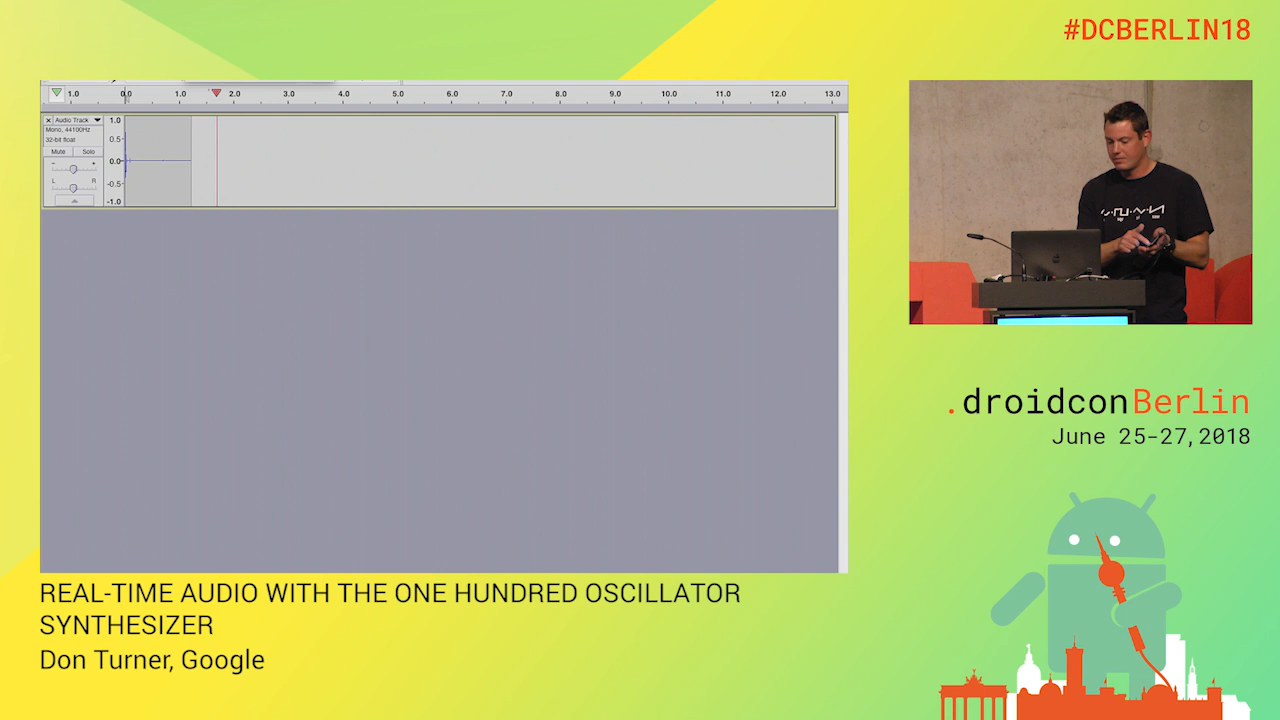 #DCBERLIN18
1.0 0.0 1.0 2.0 3.0 4.0 5.0 6.0 7.0 8.0 9.0 10.0 11.0 12.0 13.0
Audio Track
Mono, 44100Hz
32-bit float
Mute Solo
- +
L R
1.0
0.5
0.0
-0.5
-1.0
.droidconBerlin
June 25-27, 2018
REAL-TIME AUDIO WITH THE ONE HUNDRED OSCILLATOR
SYNTHESIZER
Don Turner, Google